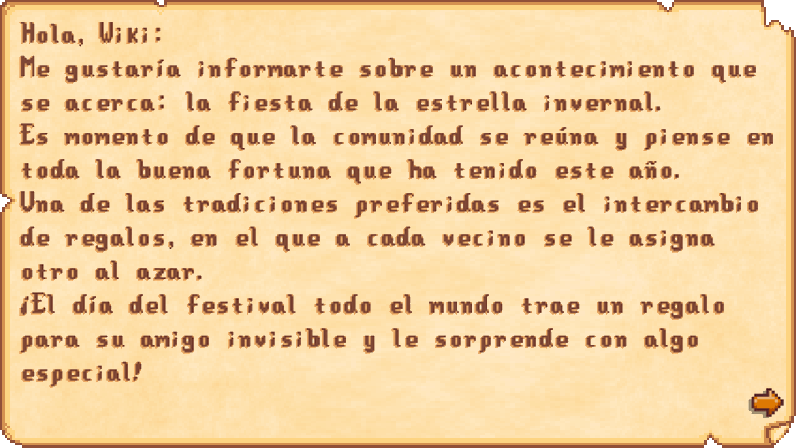 Hola, Wiki:
Me gustaría informarte sobre un acontecimiento que
se acerca: la fiesta de la estrella invernal.
Es momento de que la comunidad se reúna y piense en
toda la buena fortuna que ha tenido este año.
Una de las tradiciones preferidas es el intercambio
de regalos, en el que a cada vecino se le asigna
otro al azar.
¡El día del festival todo el mundo trae un regalo
para su amigo invisible y le sorprende con algo
especial!